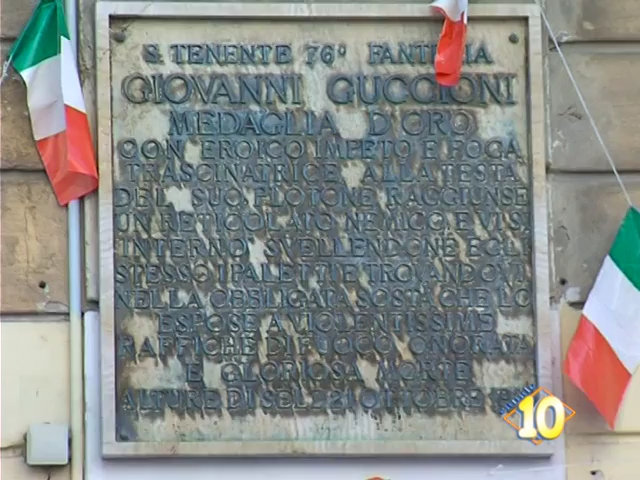 S. TENENTE 76° FANTERIA
GIOVANNI GUCCIONI
MEDAGLIA D'ORO
CON EROICO IMPETO E FOGA
TRASCINATRICE ALLA TESTA
DEL SUO PLOTONE RAGGIUNSE
UN RETICOLATO NEMICO E VI SI
INTERNO' SVELLENDONE EGLI
STESSO I PALETTI E TROVANDOVI
NELLA OBBLIGATA SOSTA CHE LO
ESPOSE A VIOLENTISSIME
RAFFICHE DI FUOCO ONORATA
E GLORIOSA MORTE
ALTURE DI SELZ 21 OTTOBRE
10